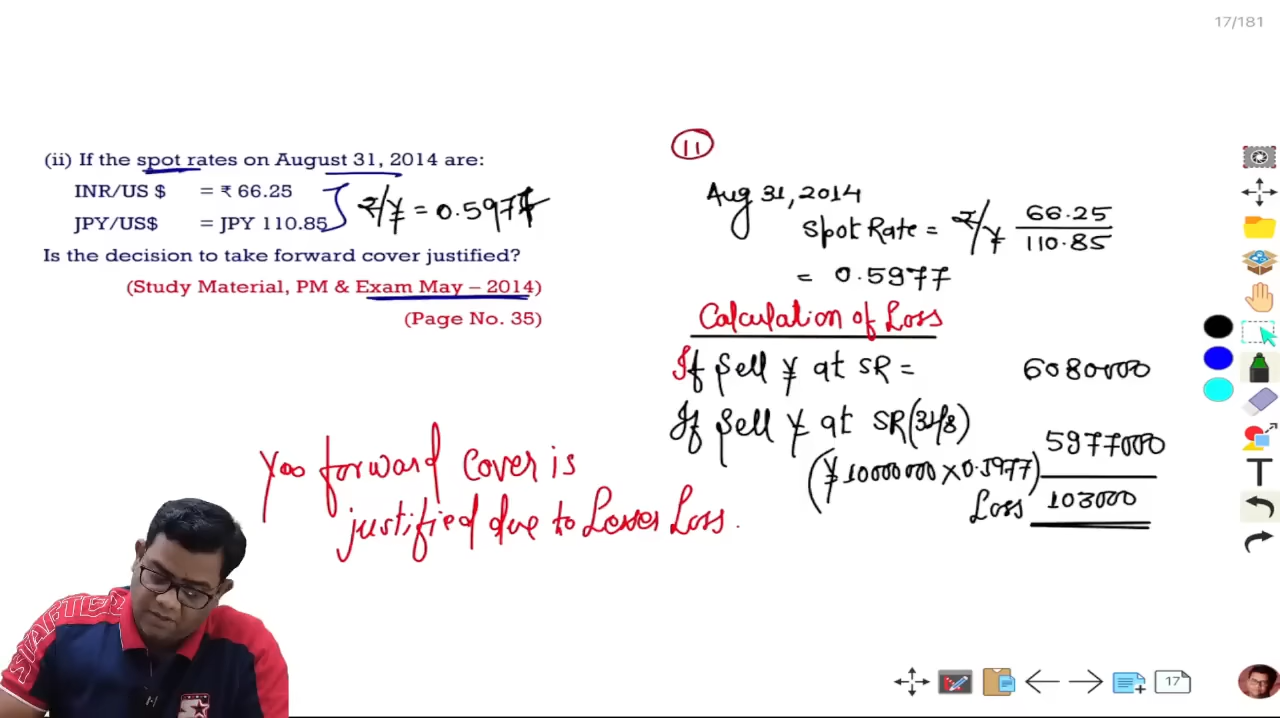 17/181
(ii) If the spot rates on August 31, 2014 are:
INR/US $ = ₹ 66.25
JPY/US$ = JPY 110.85
₹/¥ = 0.5977
Is the decision to take forward cover justified?
(Study Material, PM & Exam May – 2014)
(Page No. 35)
Yes forward cover is
justified due to Lesser Loss.
11
Aug 31, 2014
Spot Rate = ₹/¥ 66.25
110.85
= 0.5977
Calculation of Loss
If Sell ¥ at SR = 6080000
If Sell ¥ at SR (31/8)
(¥ 10000000 × 0.5977) 5977000
Loss 103000
STARTER
T
17